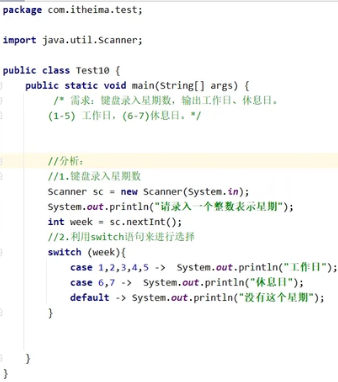 package com.itheima.test;
import java.util.Scanner;
public class Test10 {
public static void main(String[] args) {
/* 需求：键盘录入星期数，输出工作日、休息日。
(1-5) 工作日，(6-7)休息日。*/
//分析：
//1.键盘录入星期数
Scanner sc = new Scanner(System.in);
System.out.println("请录入一个整数表示星期");
int week = sc.nextInt();
//2.利用switch语句来进行选择
switch (week){
case 1,2,3,4,5 -> System.out.println("工作日");
case 6,7 -> System.out.println("休息日");
default -> System.out.println("没有这个星期");
}
}
}